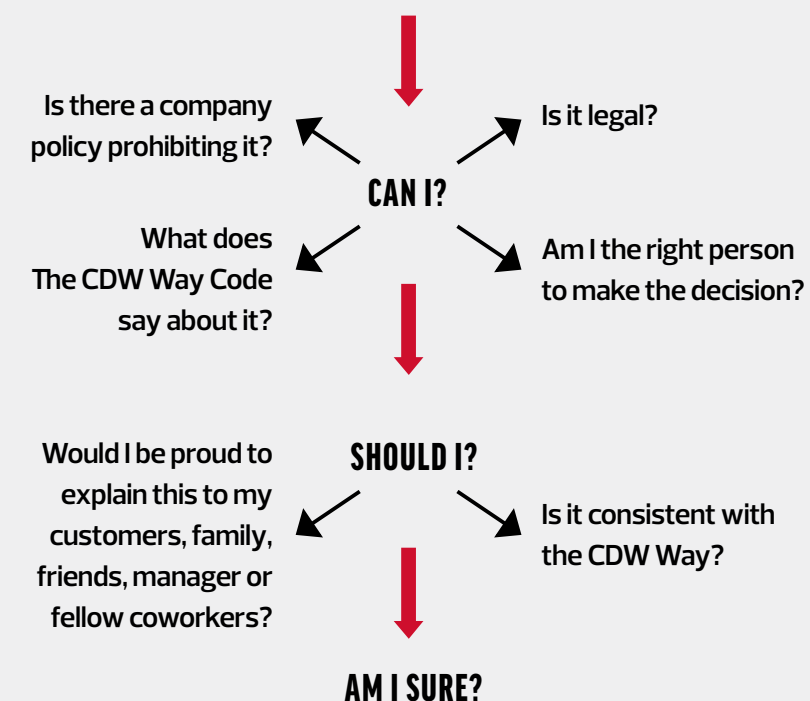 Is there a company
policy prohibiting it?
Is it legal?
CAN I?
What does
The CDW Way Code
say about it?
Am I the right person
to make the decision?
SHOULD I?
Would I be proud to
explain this to my
customers, family,
friends, manager or
fellow coworkers?
Is it consistent with
the CDW Way?
AM I SURE?